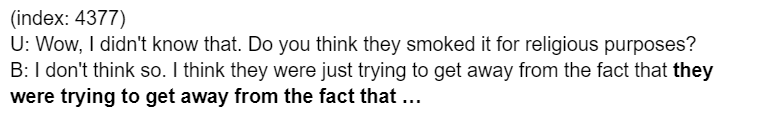 (index: 4377)
U: Wow, I didn't know that. Do you think they smoked it for religious purposes?
B: I don't think so. I think they were just trying to get away from the fact that they
were trying to get away from the fact that ...